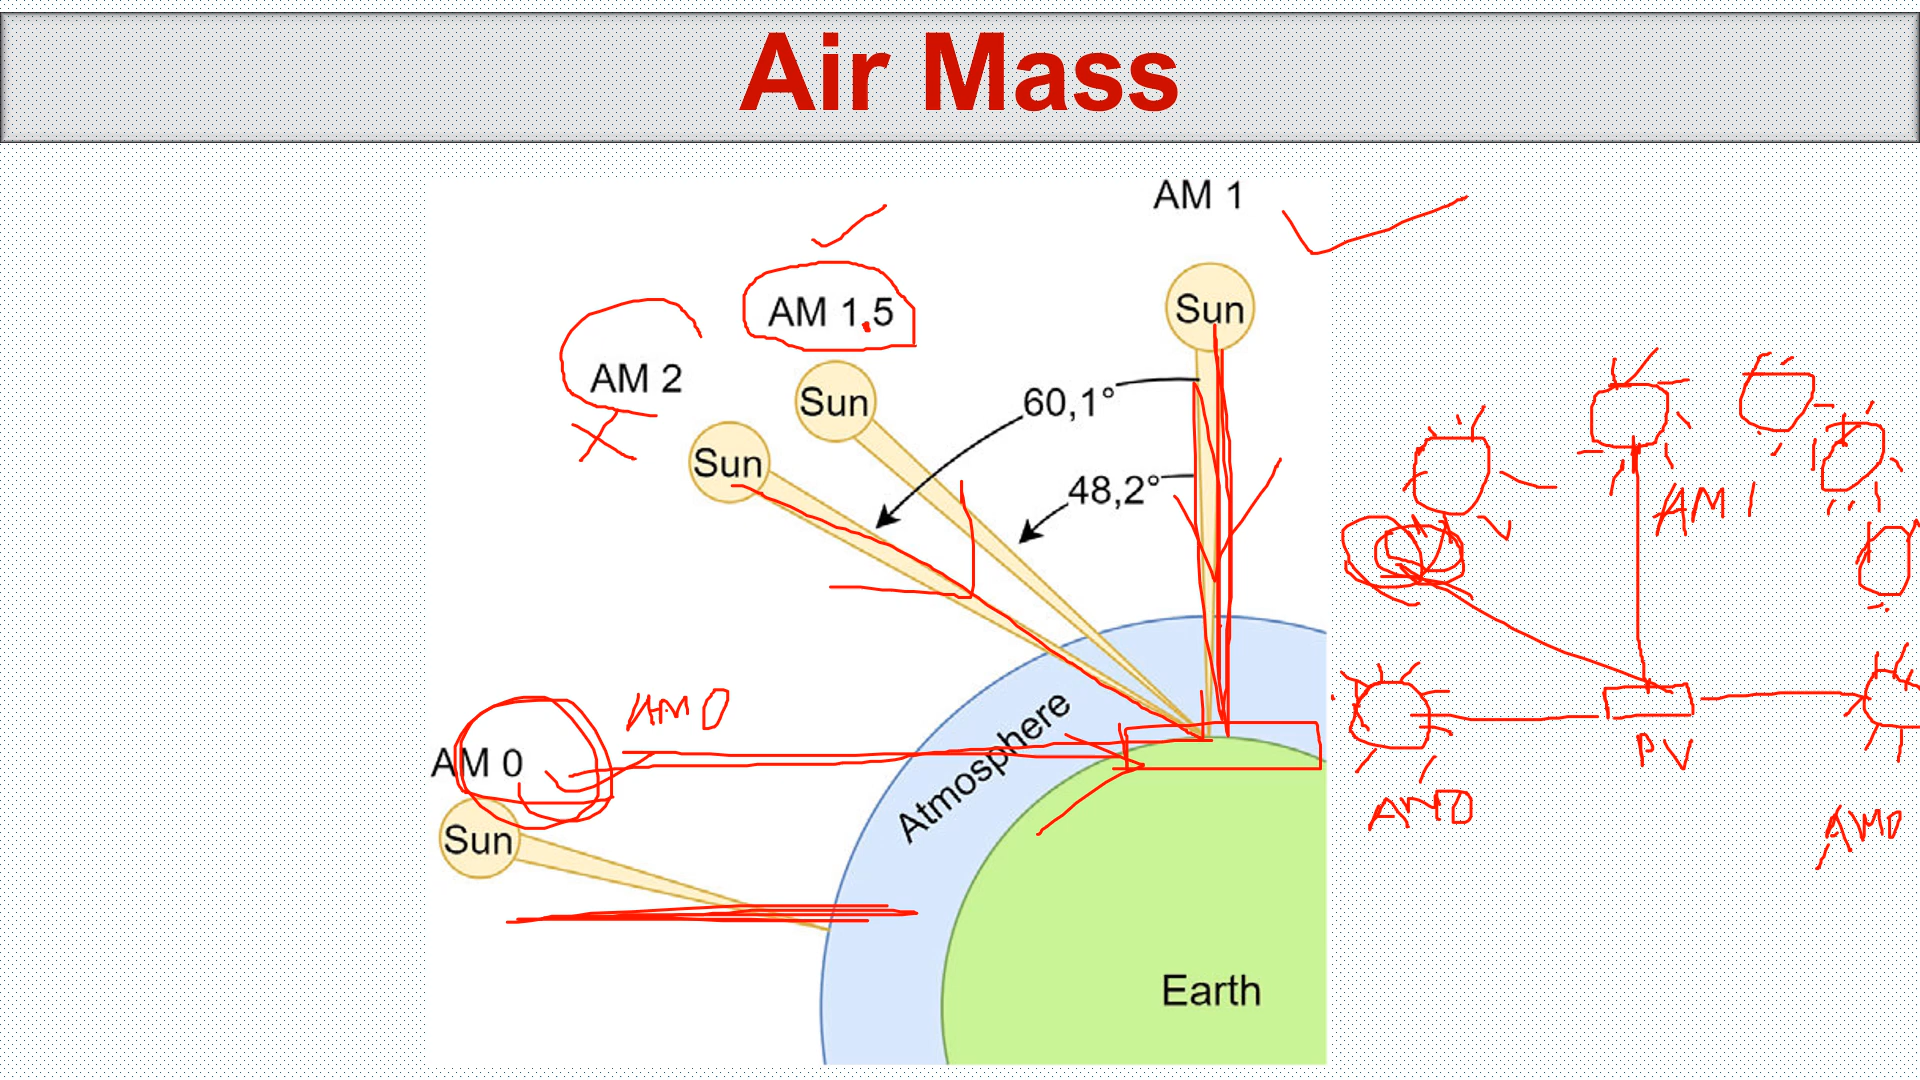 Air Mass
AM 1
AM 1.5
Sun
AM 2
60,1°
Sun
Sun
48,2°
AM 1
AM 0
AM 0
Atmosphere
Sun
PV
AM0
AM0
Earth